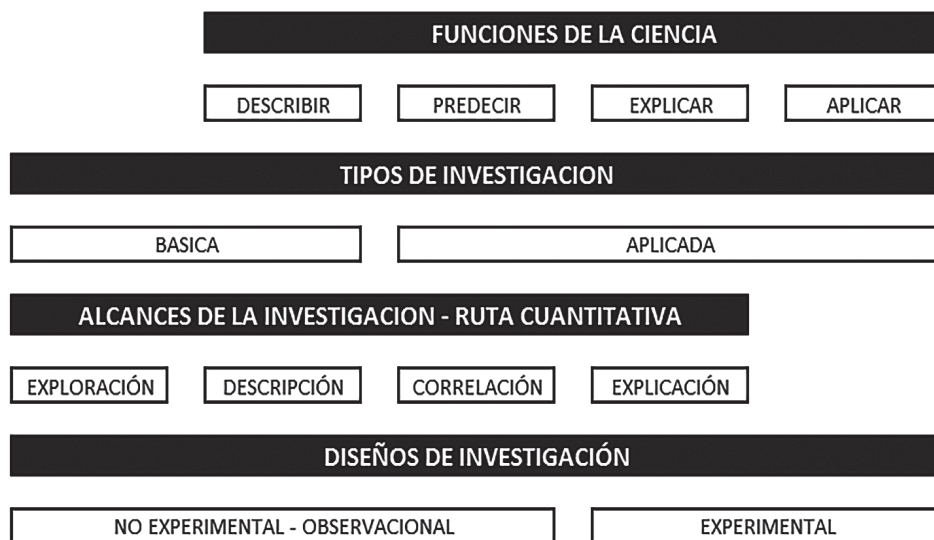 FUNCIONES DE LA CIENCIA
DESCRIBIR PREDECIR EXPLICAR APLICAR
TIPOS DE INVESTIGACION
BASICA APLICADA
ALCANCES DE LA INVESTIGACION - RUTA CUANTITATIVA
EXPLORACIÓN DESCRIPCIÓN CORRELACIÓN EXPLICACIÓN
DISEÑOS DE INVESTIGACIÓN
NO EXPERIMENTAL - OBSERVACIONAL EXPERIMENTAL